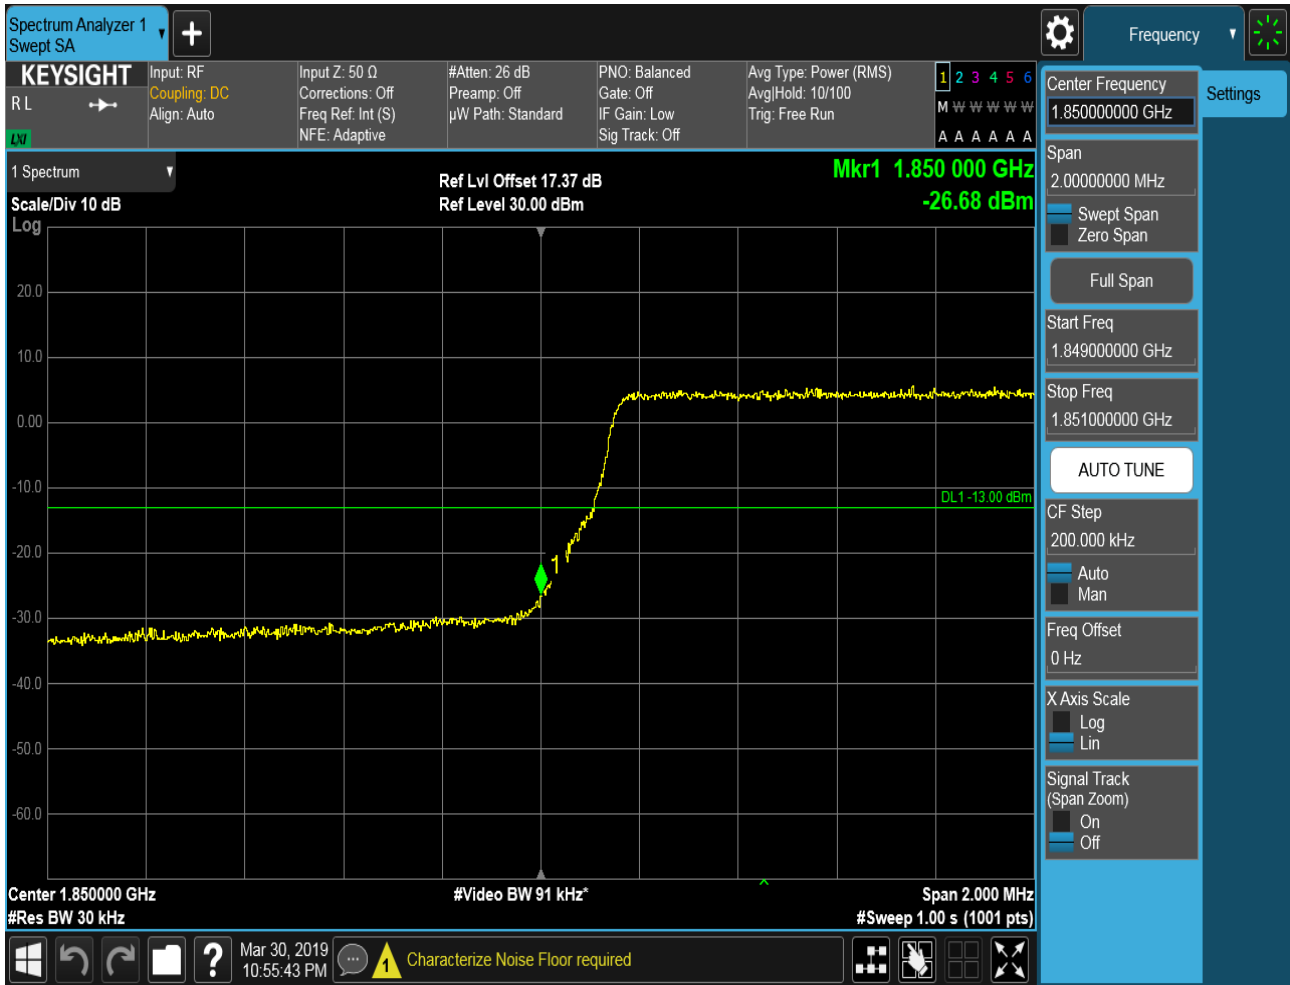 Spectrum Analyzer 1
Swept SA
Frequency
KEYSIGHT
R L
LXI
Input: RF
Coupling: DC
Align: Auto
Input Z: 50 Ω
Corrections: Off
Freq Ref: Int (S)
NFE: Adaptive
#Atten: 26 dB
Preamp: Off
µW Path: Standard
PNO: Balanced
Gate: Off
IF Gain: Low
Sig Track: Off
Avg Type: Power (RMS)
Avg|Hold: 10/100
Trig: Free Run
1 2 3 4 5 6
M W W W W W
A A A A A A
1 Spectrum
Scale/Div 10 dB
Log
Ref Lvl Offset 17.37 dB
Ref Level 30.00 dBm
Mkr1 1.850 000 GHz
-26.68 dBm
20.0
10.0
0.00
-10.0
-20.0
-30.0
-40.0
-50.0
-60.0
DL1 -13.00 dBm
1
Center 1.850000 GHz
#Res BW 30 kHz
#Video BW 91 kHz*
Span 2.000 MHz
#Sweep 1.00 s (1001 pts)
Center Frequency
1.850000000 GHz
Settings
Span
2.00000000 MHz
Swept Span
Zero Span
Full Span
Start Freq
1.849000000 GHz
Stop Freq
1.851000000 GHz
AUTO TUNE
CF Step
200.000 kHz
Auto
Man
Freq Offset
0 Hz
X Axis Scale
Log
Lin
Signal Track
(Span Zoom)
On
Off
?
Mar 30, 2019
10:55:43 PM
1
Characterize Noise Floor required